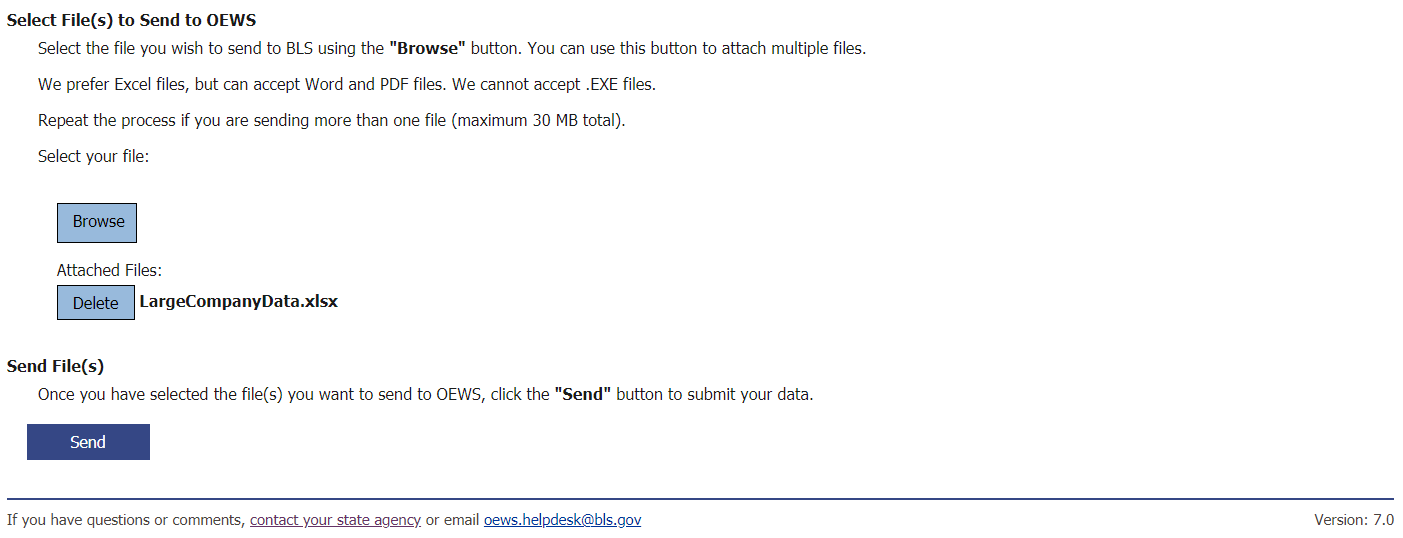 Select File(s) to Send to OEWS
Select the file you wish to send to BLS using the "Browse" button. You can use this button to attach multiple files.
We prefer Excel files, but can accept Word and PDF files. We cannot accept .EXE files.
Repeat the process if you are sending more than one file (maximum 30 MB total).
Select your file:
Browse
Attached Files:
Delete LargeCompanyData.xlsx
Send File(s)
Once you have selected the file(s) you want to send to OEWS, click the "Send" button to submit your data.
Send
If you have questions or comments, contact your state agency or email oews.helpdesk@bls.gov Version: 7.0